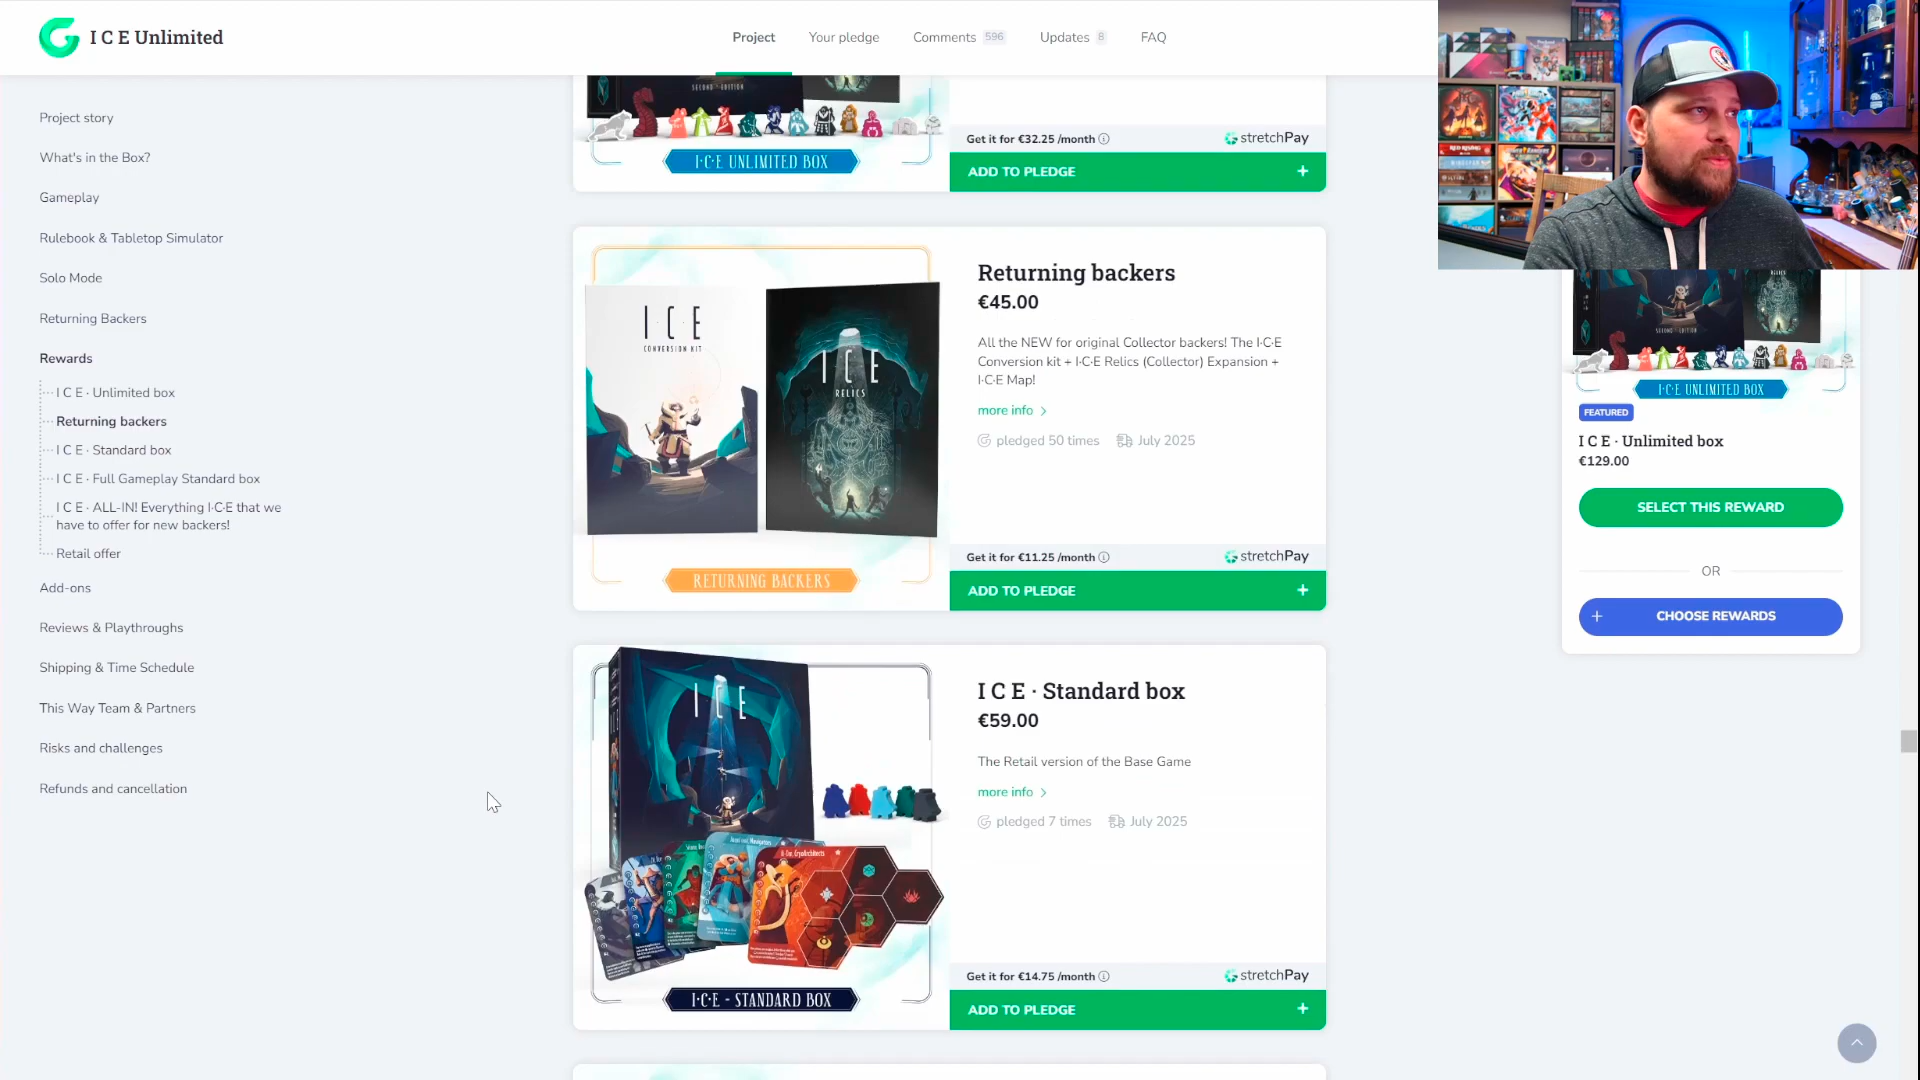 I C E Unlimited
Project
Your pledge
Comments 596
Updates 8
FAQ
Project story
What's in the Box?
Gameplay
Rulebook & Tabletop Simulator
Solo Mode
Returning Backers
Rewards
I C E · Unlimited box
Returning backers
I C E · Standard box
I C E · Full Gameplay Standard box
I C E · ALL-IN! Everything I·C·E that we
have to offer for new backers!
Retail offer
Add-ons
Reviews & Playthroughs
Shipping & Time Schedule
This Way Team & Partners
Risks and challenges
Refunds and cancellation
SECOND · EDITION
I·C·E UNLIMITED BOX
Get it for €32.25 /month
stretchPay
ADD TO PLEDGE +
I C E
CONVERSION KIT
I C E
RELICS
RETURNING BACKERS
Returning backers
€45.00
All the NEW for original Collector backers! The I·C·E
Conversion kit + I·C·E Relics (Collector) Expansion +
I·C·E Map!
more info
pledged 50 times
July 2025
Get it for €11.25 /month
stretchPay
ADD TO PLEDGE +
I C E
I·C·E - STANDARD BOX
I C E · Standard box
€59.00
The Retail version of the Base Game
more info
pledged 7 times
July 2025
Get it for €14.75 /month
stretchPay
ADD TO PLEDGE +
RED RISING
SECOND · EDITION
RELICS
I·C·E UNLIMITED BOX
FEATURED
I C E · Unlimited box
€129.00
SELECT THIS REWARD
OR
+ CHOOSE REWARDS